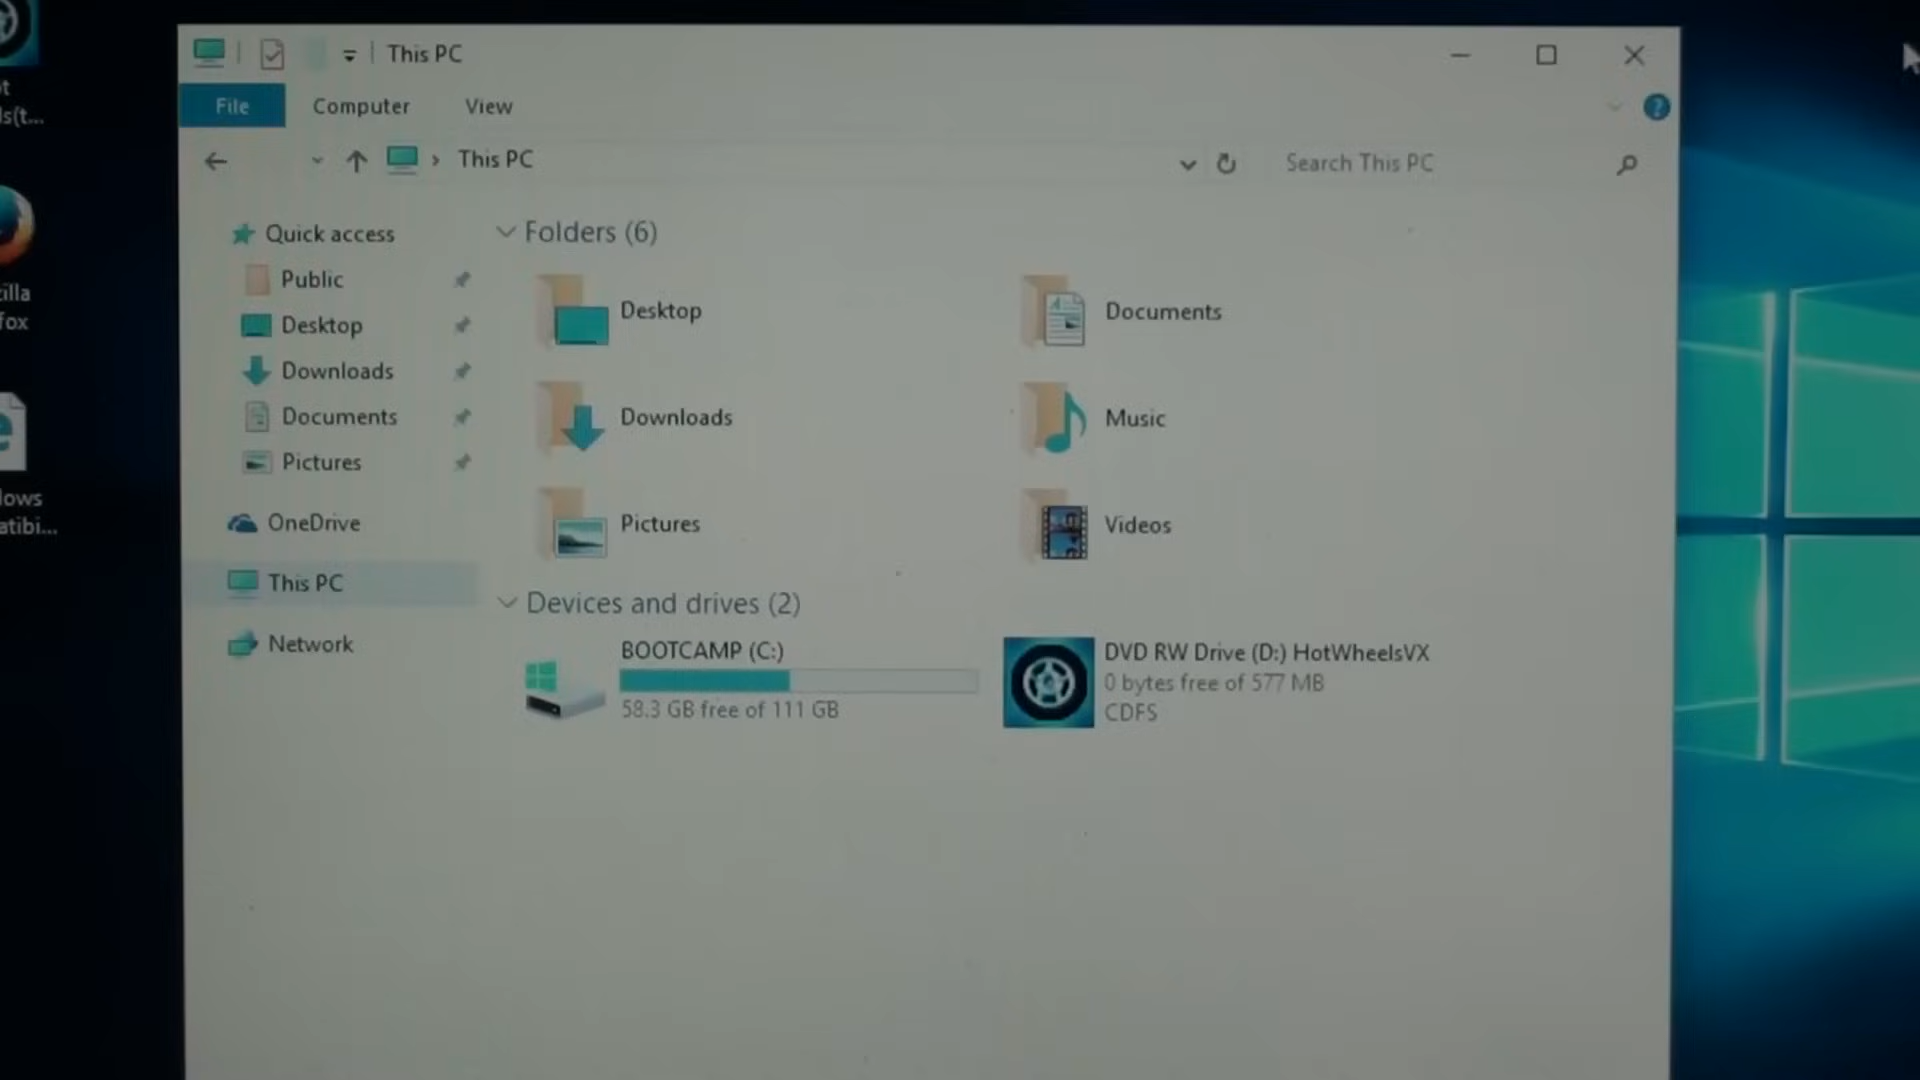 This PC
File
Computer
View
This PC
Search This PC
Quick access
Public
Desktop
Downloads
Documents
Pictures
OneDrive
This PC
Network
Folders (6)
Desktop
Documents
Downloads
Music
Pictures
Videos
Devices and drives (2)
BOOTCAMP (C:)
58.3 GB free of 111 GB
DVD RW Drive (D:) HotWheelsVX
0 bytes free of 577 MB
CDFS